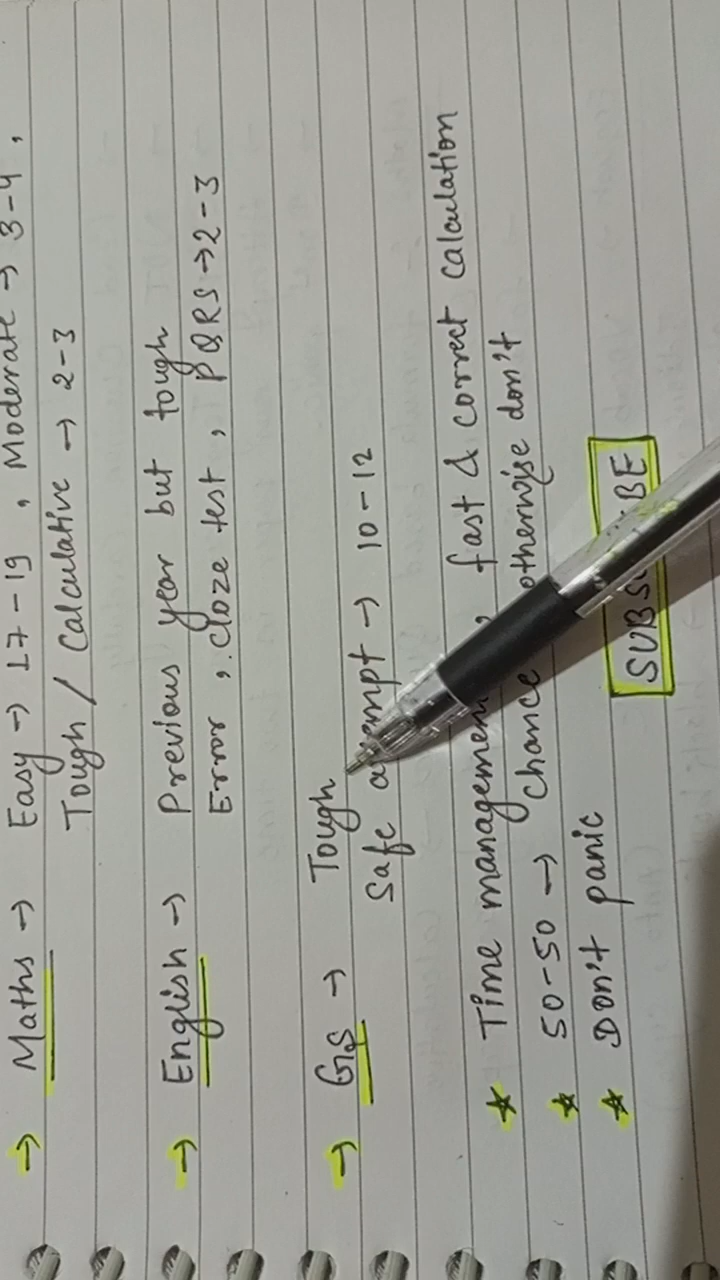 → Maths → Easy → 17-19 , Moderate → 3-4 ,
Tough / Calculative → 2-3
→ English → Previous year but tough
Error , cloze test , PQRS → 2-3
→ GS → Tough
Safe attempt → 10-12
★ Time management, fast & correct calculation
★ 50-50 → chance otherwise don't
★ Don't panic
SUBSCRIBE